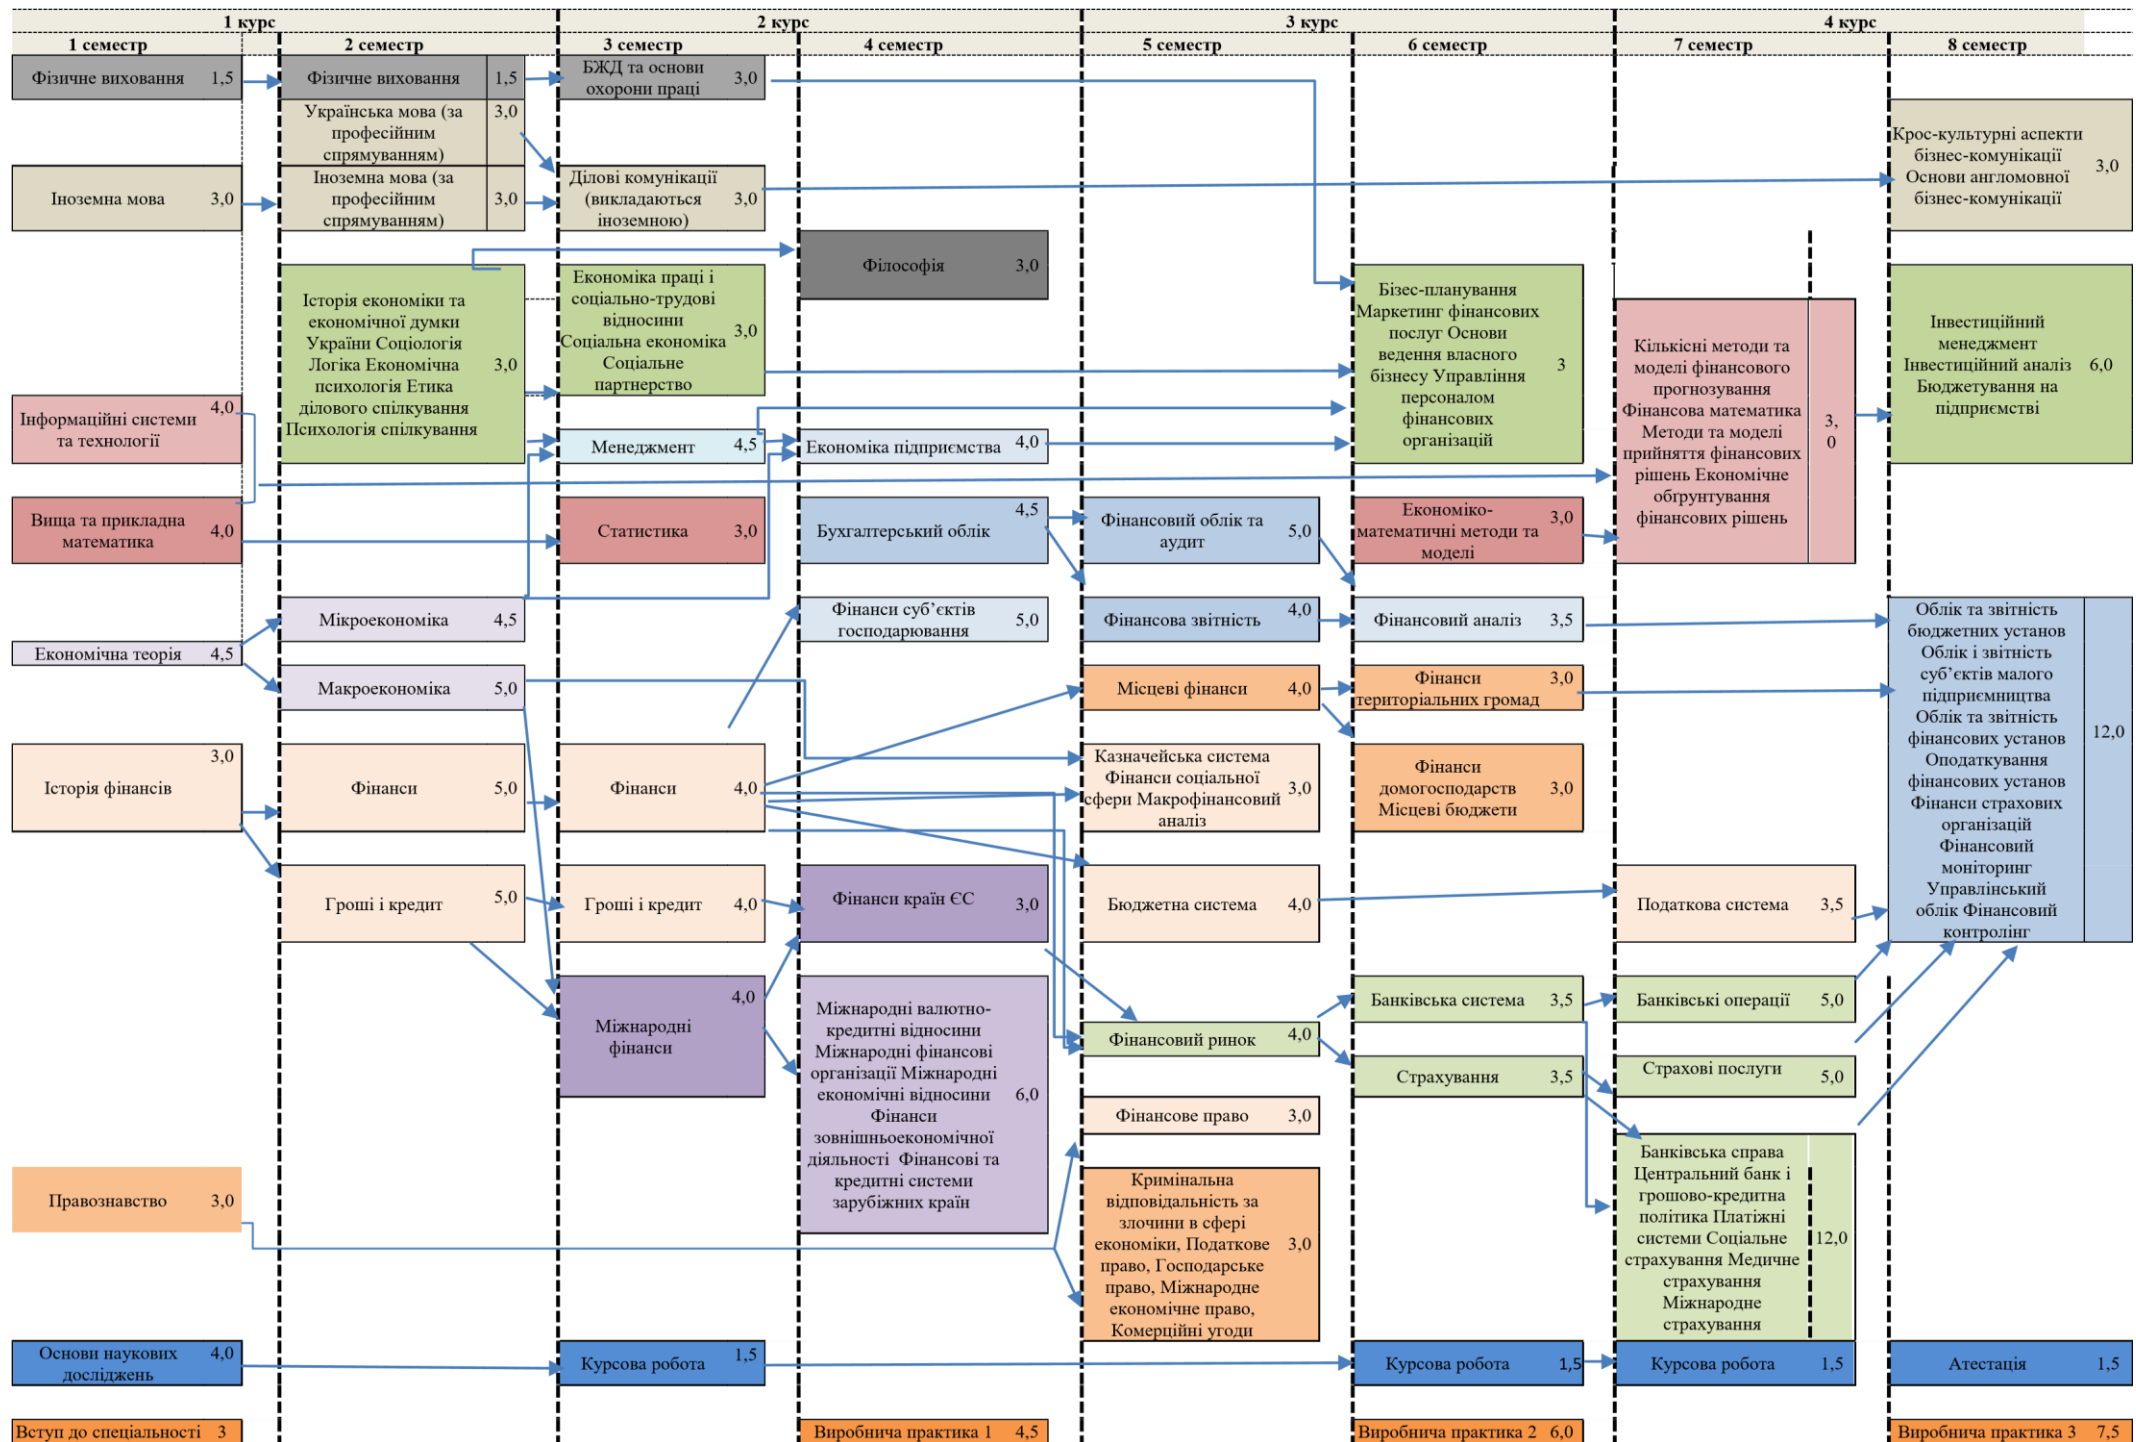 1 курс
2 курс
3 курс
4 курс
1 семестр
2 семестр
3 семестр
4 семестр
5 семестр
6 семестр
7 семестр
8 семестр
Фізичне виховання 1,5
Фізичне виховання 1,5
БЖД та основи
охорони праці
3,0
Українська мова (за
професійним
спрямуванням)
3,0
Крос-культурні аспекти
бізнес-комунікації
Основи англомовної
бізнес-комунікації
3,0
Іноземна мова 3,0
Іноземна мова (за
професійним
спрямуванням)
3,0
Ділові комунікації
(викладаються
іноземною)
3,0
Філософія 3,0
Історія економіки та
економічної думки
України Соціологія
Логіка Економічна
психологія Етика
ділового спілкування
Психологія спілкування
3,0
Економіка праці і
соціально-трудові
відносини
Соціальна економіка
Соціальне
партнерство
3,0
Бізес-планування
Маркетинг фінансових
послуг Основи
ведення власного
бізнесу Управління
персоналом
фінансових
організацій
3
Кількісні методи та
моделі фінансового
прогнозування
Фінансова математика
Методи та моделі
прийняття фінансових
рішень Економічне
обґрунтування
фінансових рішень
3,
0
Інвестиційний
менеджмент
Інвестиційний аналіз
Бюджетування на
підприємстві
6,0
Інформаційні системи
та технології
4,0
Менеджмент 4,5
Економіка підприємства 4,0
Вища та прикладна
математика
4,0
Статистика 3,0
Бухгалтерський облік 4,5
Фінансовий облік та
аудит
5,0
Економіко-
математичні методи та
моделі
3,0
Мікроекономіка 4,5
Фінанси суб’єктів
господарювання
5,0
Фінансова звітність 4,0
Фінансовий аналіз 3,5
Облік та звітність
бюджетних установ
Облік і звітність
суб’єктів малого
підприємництва
Облік та звітність
фінансових установ
Оподаткування
фінансових установ
Фінанси страхових
організацій
Фінансовий
моніторинг
Управлінський
облік Фінансовий
контролінг
12,0
Економічна теорія 4,5
Макроекономіка 5,0
Місцеві фінанси 4,0
Фінанси
територіальних громад
3,0
Історія фінансів 3,0
Фінанси 5,0
Фінанси 4,0
Казначейська система
Фінанси соціальної
сфери Макрофінансовий
аналіз
3,0
Фінанси
домогосподарств
Місцеві бюджети
3,0
Гроші і кредит 5,0
Гроші і кредит 4,0
Фінанси країн ЄС 3,0
Бюджетна система 4,0
Податкова система 3,5
Міжнародні
фінанси
4,0
Міжнародні валютно-
кредитні відносини
Міжнародні фінансові
організації Міжнародні
економічні відносини
Фінанси
зовнішньоекономічної
діяльності Фінансові та
кредитні системи
зарубіжних країн
6,0
Фінансовий ринок 4,0
Банківська система 3,5
Банківські операції 5,0
Страхування 3,5
Страхові послуги 5,0
Фінансове право 3,0
Правознавство 3,0
Кримінальна
відповідальність за
злочини в сфері
економіки, Податкове
право, Господарське
право, Міжнародне
економічне право,
Комерційні угоди
3,0
Банківська справа
Центральний банк і
грошово-кредитна
політика Платіжні
системи Соціальне
страхування Медичне
страхування
Міжнародне
страхування
12,0
Основи наукових
досліджень
4,0
Курсова робота 1,5
Курсова робота 1,5
Курсова робота 1,5
Атестація 1,5
Вступ до спеціальності 3
Виробнича практика 1 4,5
Виробнича практика 2 6,0
Виробнича практика 3 7,5